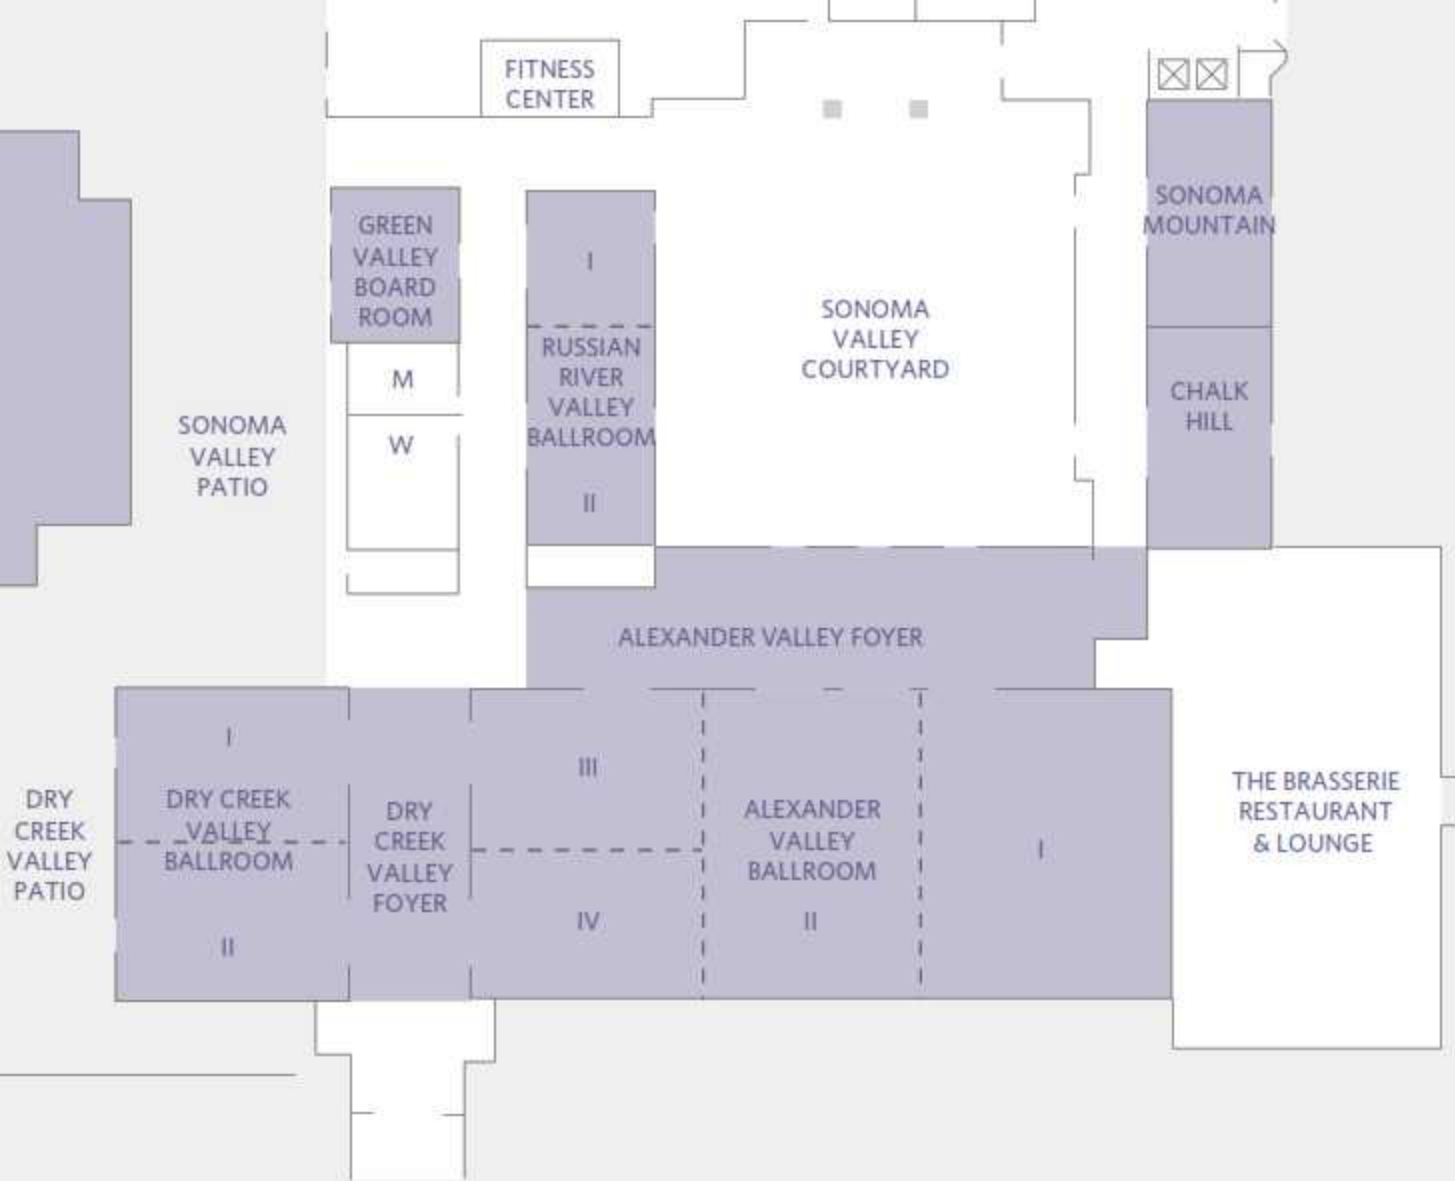 FITNESS
CENTER
GREEN
VALLEY
BOARD
ROOM
M
W
SONOMA
VALLEY
PATIO
I
RUSSIAN
RIVER
VALLEY
BALLROOM
II
SONOMA
VALLEY
COURTYARD
SONOMA
MOUNTAIN
CHALK
HILL
ALEXANDER VALLEY FOYER
DRY
CREEK
VALLEY
PATIO
I
DRY CREEK
VALLEY
BALLROOM
II
DRY
CREEK
VALLEY
FOYER
III
IV
ALEXANDER
VALLEY
BALLROOM
II
I
THE BRASSERIE
RESTAURANT
& LOUNGE